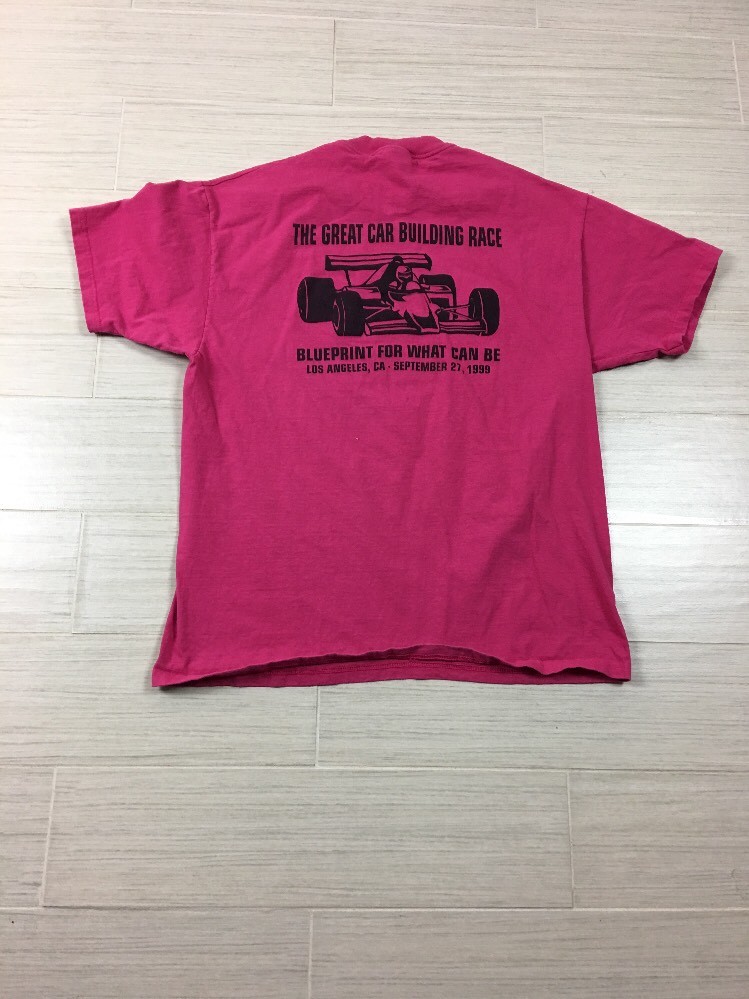 THE GREAT CAR BUILDING RACE
BLUEPRINT FOR WHAT CAN BE
LOS ANGELES, CA - SEPTEMBER 27, 1999